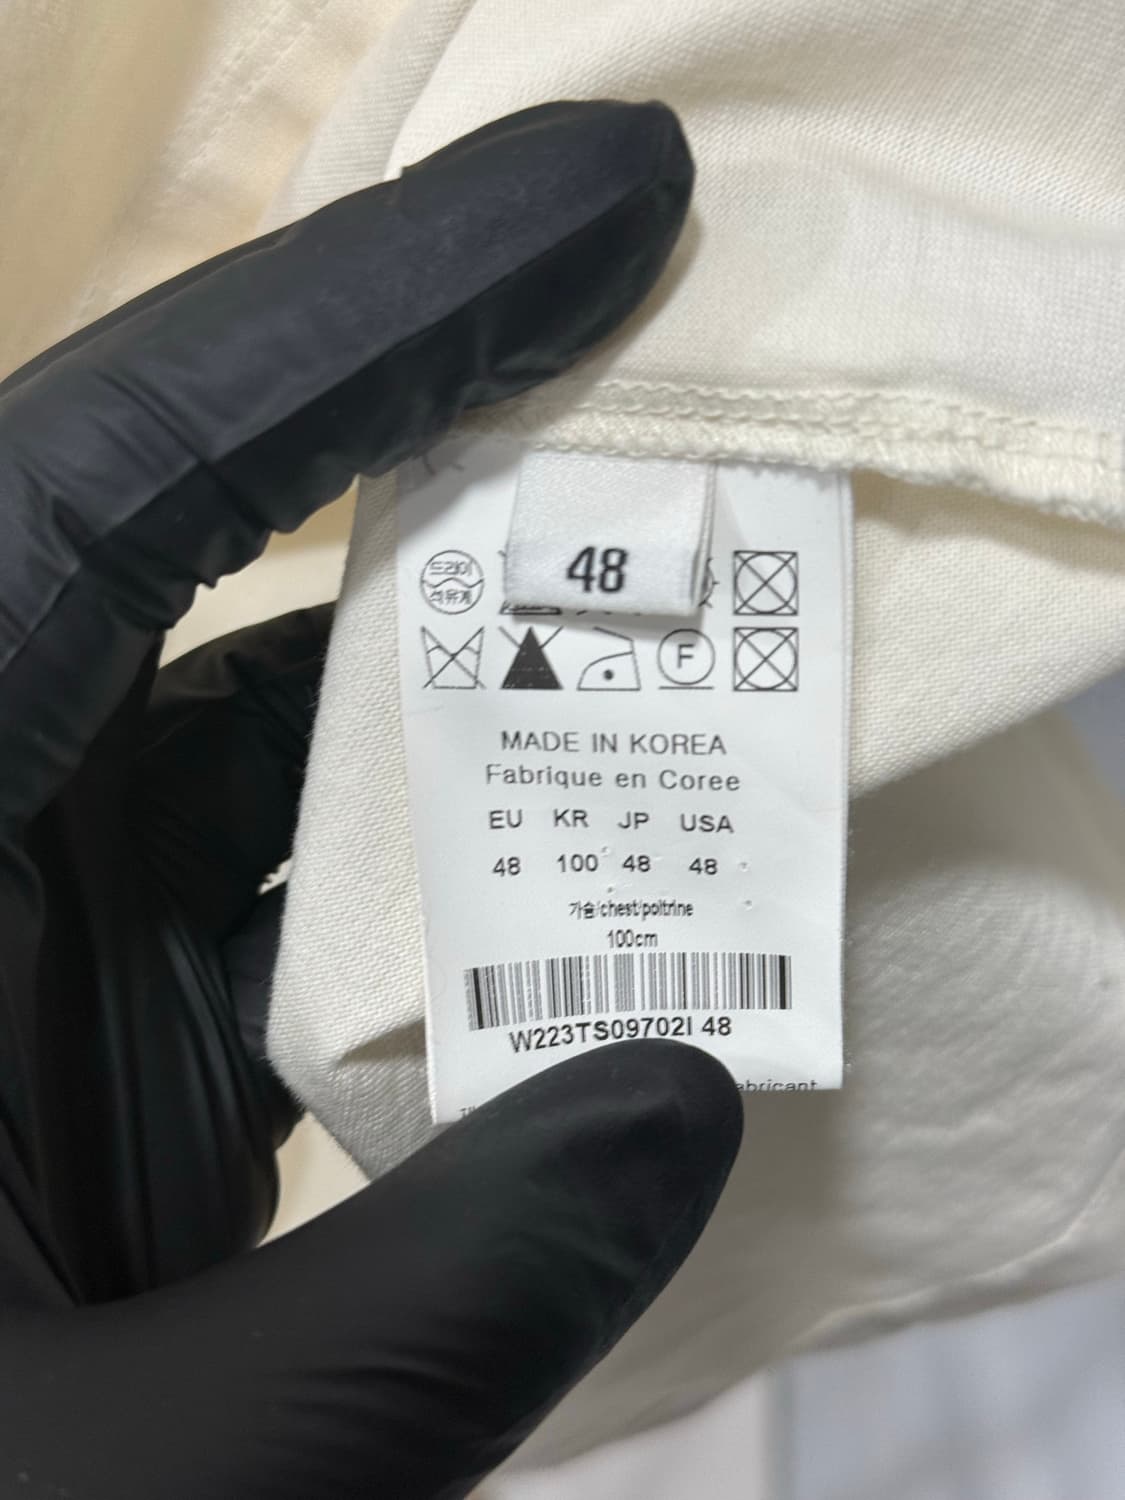 48
드라이
석유계
F
MADE IN KOREA
Fabrique en Coree
EU KR JP USA
48 100 48 48
가슴/chest/poitrine
100cm
W223TS09702I 48